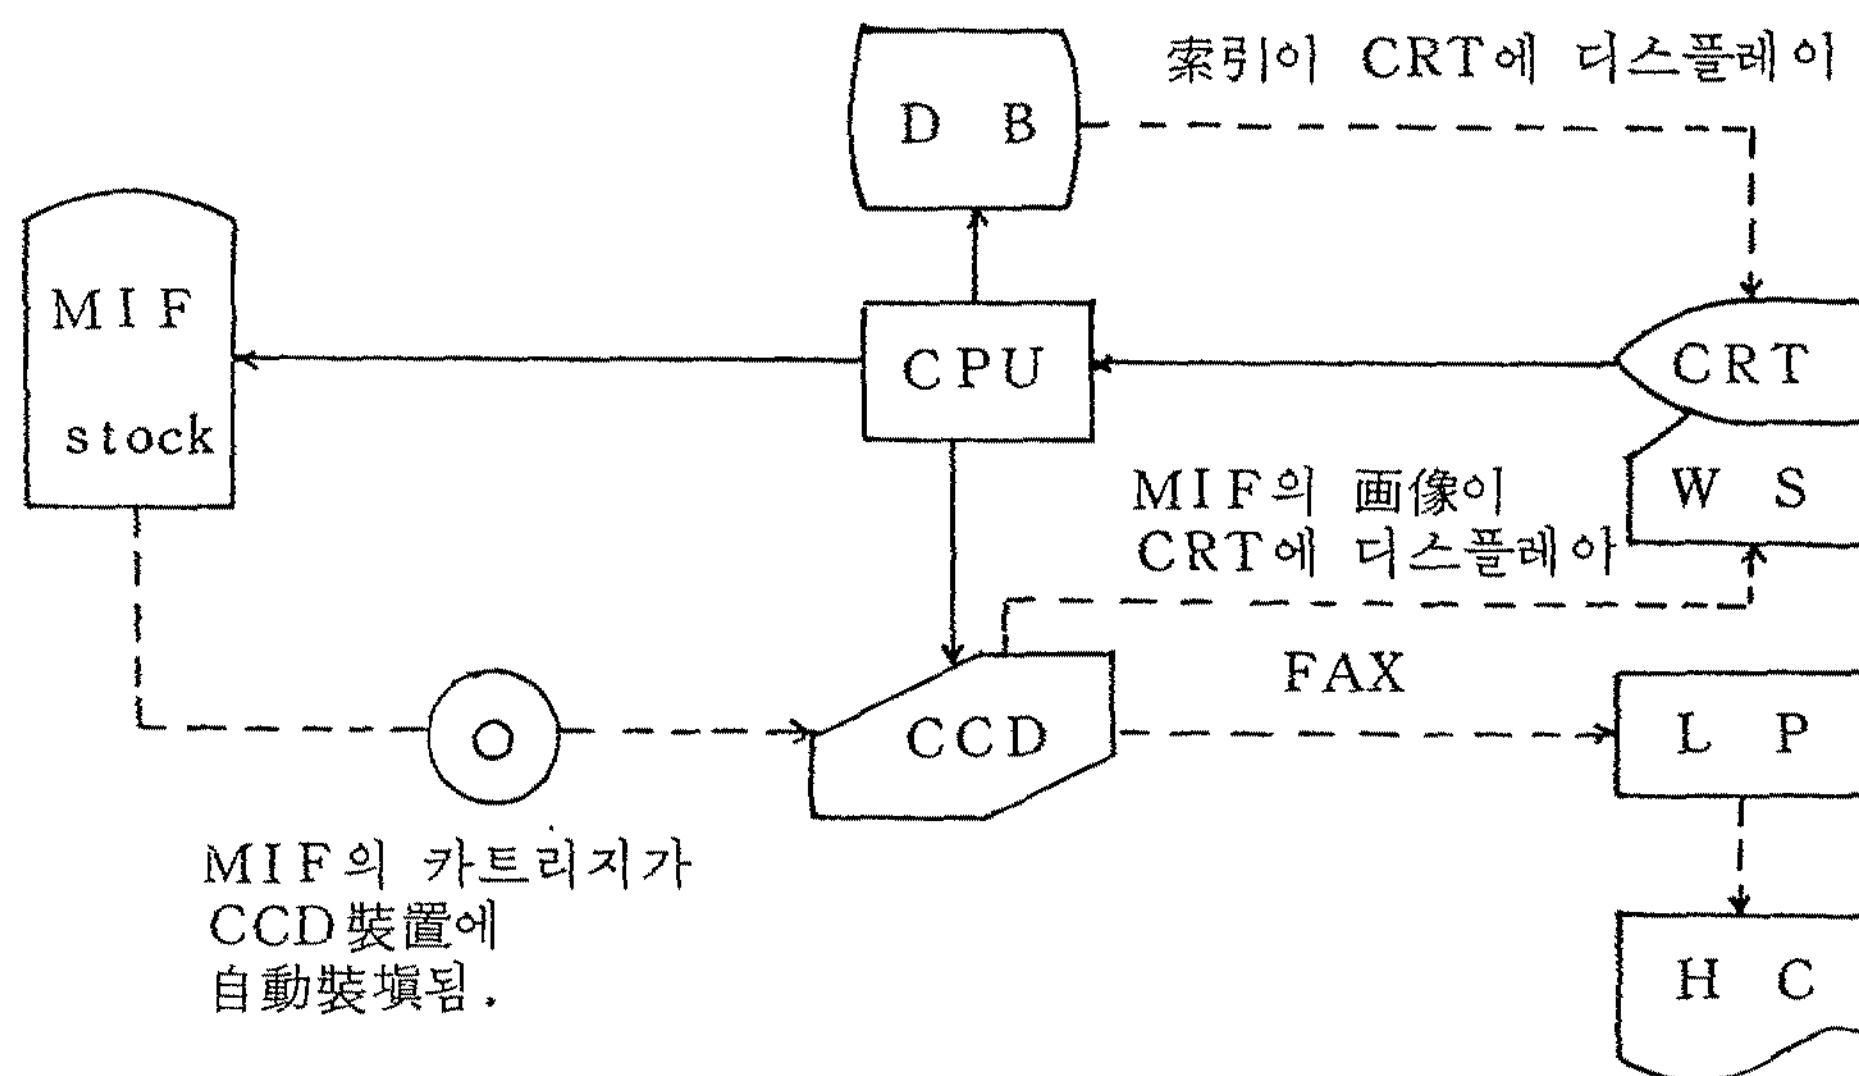 索引이 CRT에 디스플레이
D B
MIF
stock
CPU
CRT
W S
MIF의 画像이
CRT에 디스플레아
FAX
CCD
L P
MIF의 카트리지가
CCD裝置에
自動裝塡됨.
H C